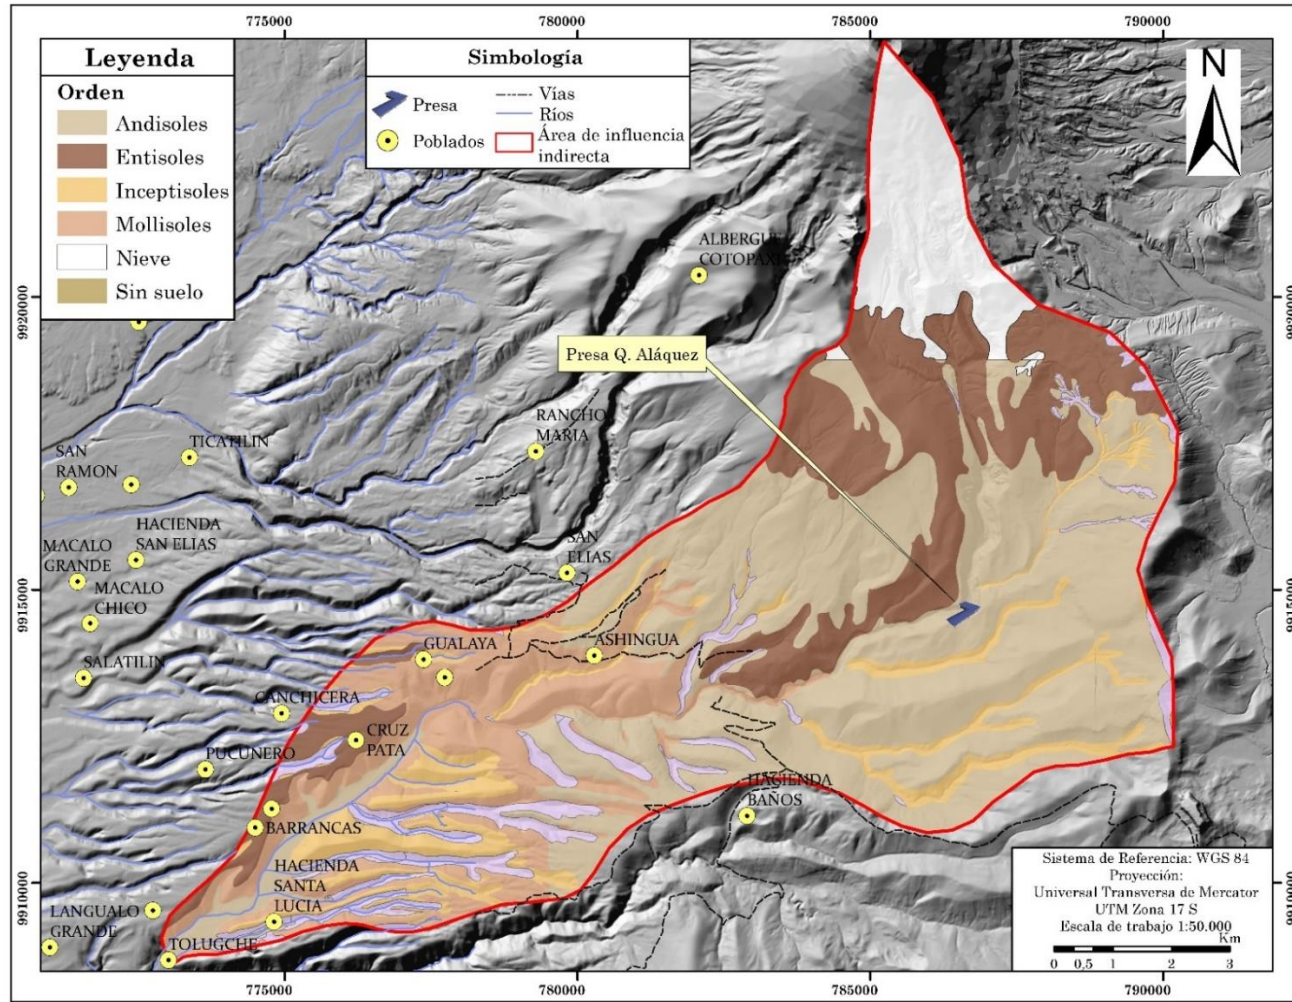 775000
780000
785000
790000
Leyenda
Orden
Andisoles
Entisoles
Inceptisoles
Mollisoles
Nieve
Sin suelo
Simbología
Presa
Poblados
Vías
Ríos
Área de influencia
indirecta
N
ALBERGUE
COTOPAXI
9920000
9920000
Presa Q. Aláquez
RANCHO
MARIA
TICATILIN
SAN
RAMON
HACIENDA
SAN ELIAS
MACALO
GRANDE
MACALO
CHICO
SAN
ELIAS
9915000
9915000
SALATILIN
GUALAYA
ASHINGUA
CANCHICERA
CRUZ
PATA
PUCUNERO
HACIENDA
BAÑOS
BARRANCAS
HACIENDA
SANTA
LUCIA
LANGUALO
GRANDE
TOLUGCHE
9910000
9910000
Sistema de Referencia: WGS 84
Proyección:
Universal Transversa de Mercator
UTM Zona 17 S
Escala de trabajo 1:50.000
Km
0 0,5 1 2 3
775000
780000
785000
790000